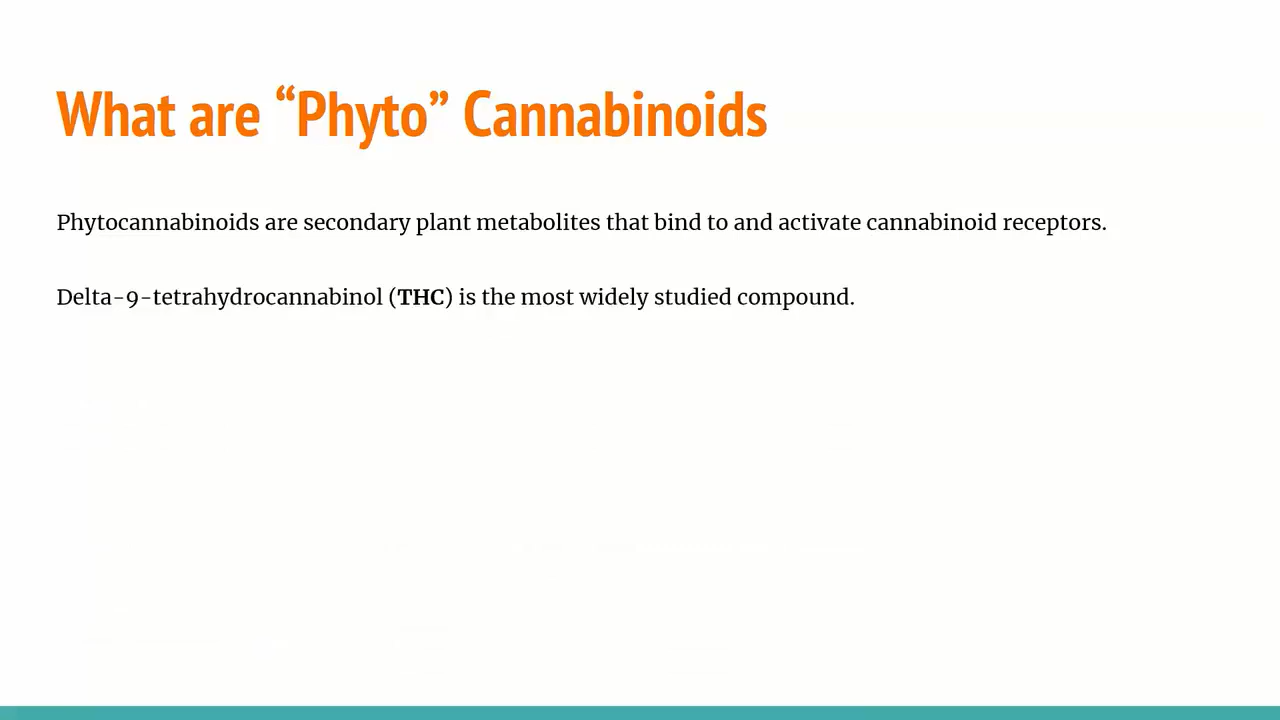 What are “Phyto” Cannabinoids
Phytocannabinoids are secondary plant metabolites that bind to and activate cannabinoid receptors.
Delta-9-tetrahydrocannabinol (THC) is the most widely studied compound.